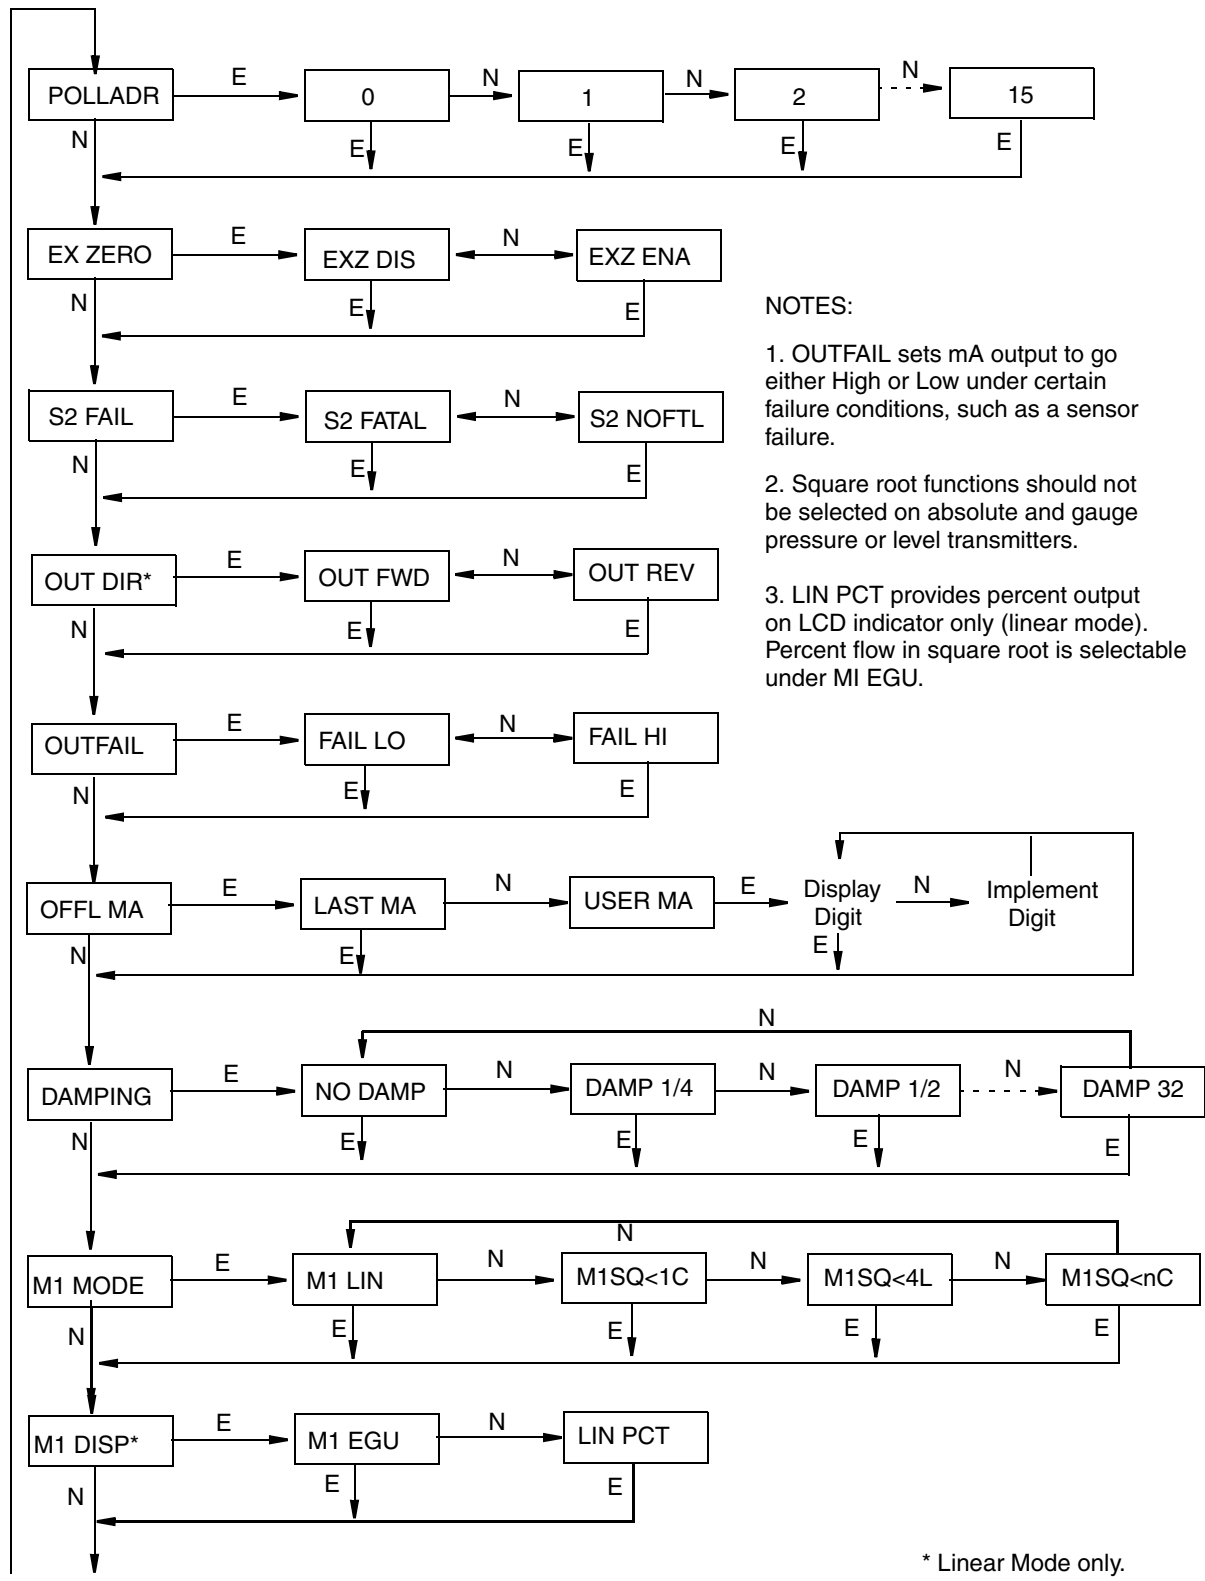 POLLADR
E
0
N
1
N
2
N
15
N
E
E
E
E
EX ZERO
E
EXZ DIS
N
EXZ ENA
N
E
E
S2 FAIL
E
S2 FATAL
N
S2 NOFTL
N
E
E
OUT DIR*
E
OUT FWD
N
OUT REV
N
E
E
OUTFAIL
E
FAIL LO
N
FAIL HI
N
E
E
NOTES:
1. OUTFAIL sets mA output to go
either High or Low under certain
failure conditions, such as a sensor
failure.
2. Square root functions should not
be selected on absolute and gauge
pressure or level transmitters.
3. LIN PCT provides percent output
on LCD indicator only (linear mode).
Percent flow in square root is selectable
under MI EGU.
OFFL MA
E
LAST MA
N
USER MA
E
Display
Digit
N
Implement
Digit
N
E
E
N
DAMPING
E
NO DAMP
N
DAMP 1/4
N
DAMP 1/2
N
DAMP 32
N
E
E
E
E
N
M1 MODE
E
M1 LIN
N
M1SQ<1C
N
M1SQ<4L
N
M1SQ<nC
N
E
E
E
E
M1 DISP*
E
M1 EGU
N
LIN PCT
N
E
E
* Linear Mode only.